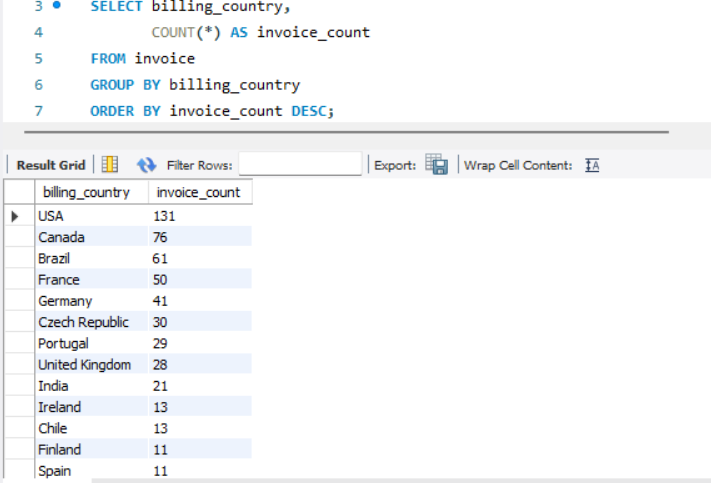 3 SELECT billing_country,
4 COUNT(*) AS invoice_count
5 FROM invoice
6 GROUP BY billing_country
7 ORDER BY invoice_count DESC;
Result Grid Filter Rows: Export: Wrap Cell Content: IA
billing_country invoice_count
USA 131
Canada 76
Brazil 61
France 50
Germany 41
Czech Republic 30
Portugal 29
United Kingdom 28
India 21
Ireland 13
Chile 13
Finland 11
Spain 11